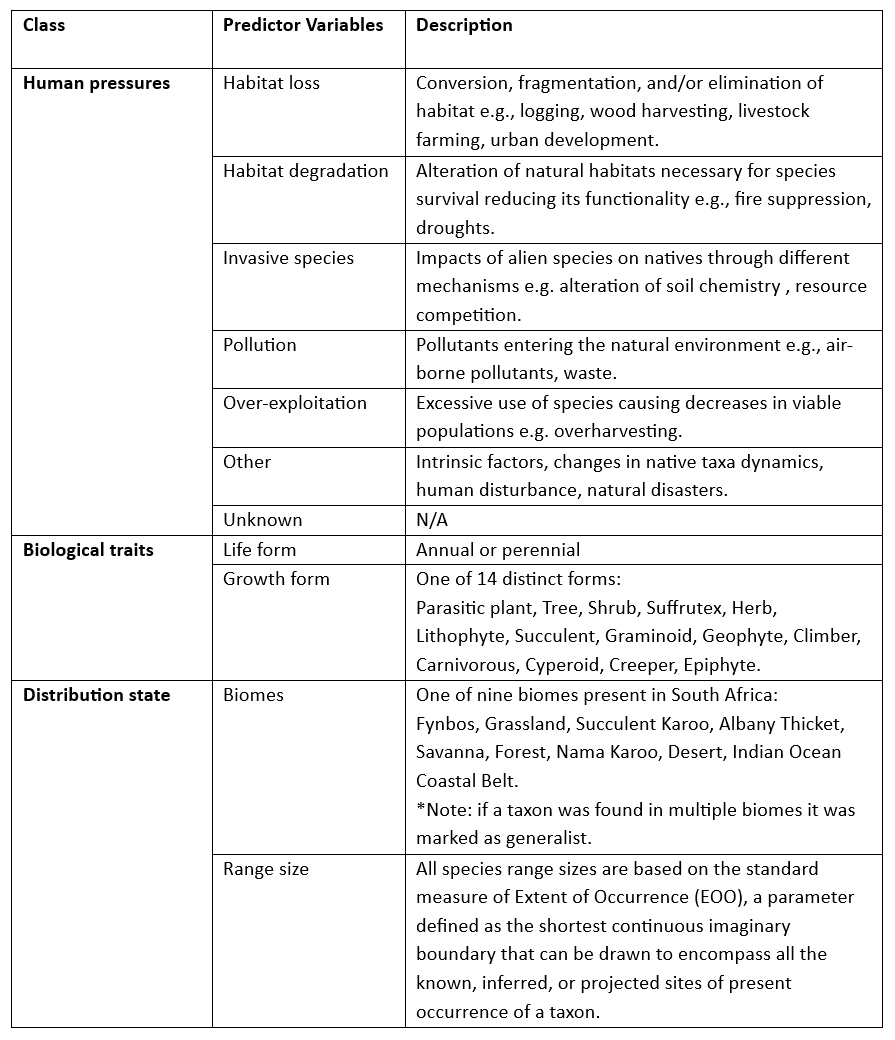 Class
Predictor Variables
Description
Human pressures
Habitat loss
Conversion, fragmentation, and/or elimination of
habitat e.g., logging, wood harvesting, livestock
farming, urban development.
Habitat degradation
Alteration of natural habitats necessary for species
survival reducing its functionality e.g., fire suppression,
droughts.
Invasive species
Impacts of alien species on natives through different
mechanisms e.g. alteration of soil chemistry , resource
competition.
Pollution
Pollutants entering the natural environment e.g., air-
borne pollutants, waste.
Over-exploitation
Excessive use of species causing decreases in viable
populations e.g. overharvesting.
Other
Intrinsic factors, changes in native taxa dynamics,
human disturbance, natural disasters.
Unknown
N/A
Biological traits
Life form
Annual or perennial
Growth form
One of 14 distinct forms:
Parasitic plant, Tree, Shrub, Suffrutex, Herb,
Lithophyte, Succulent, Graminoid, Geophyte, Climber,
Carnivorous, Cyperoid, Creeper, Epiphyte.
Distribution state
Biomes
One of nine biomes present in South Africa:
Fynbos, Grassland, Succulent Karoo, Albany Thicket,
Savanna, Forest, Nama Karoo, Desert, Indian Ocean
Coastal Belt.
*Note: if a taxon was found in multiple biomes it was
marked as generalist.
Range size
All species range sizes are based on the standard
measure of Extent of Occurrence (EOO), a parameter
defined as the shortest continuous imaginary
boundary that can be drawn to encompass all the
known, inferred, or projected sites of present
occurrence of a taxon.